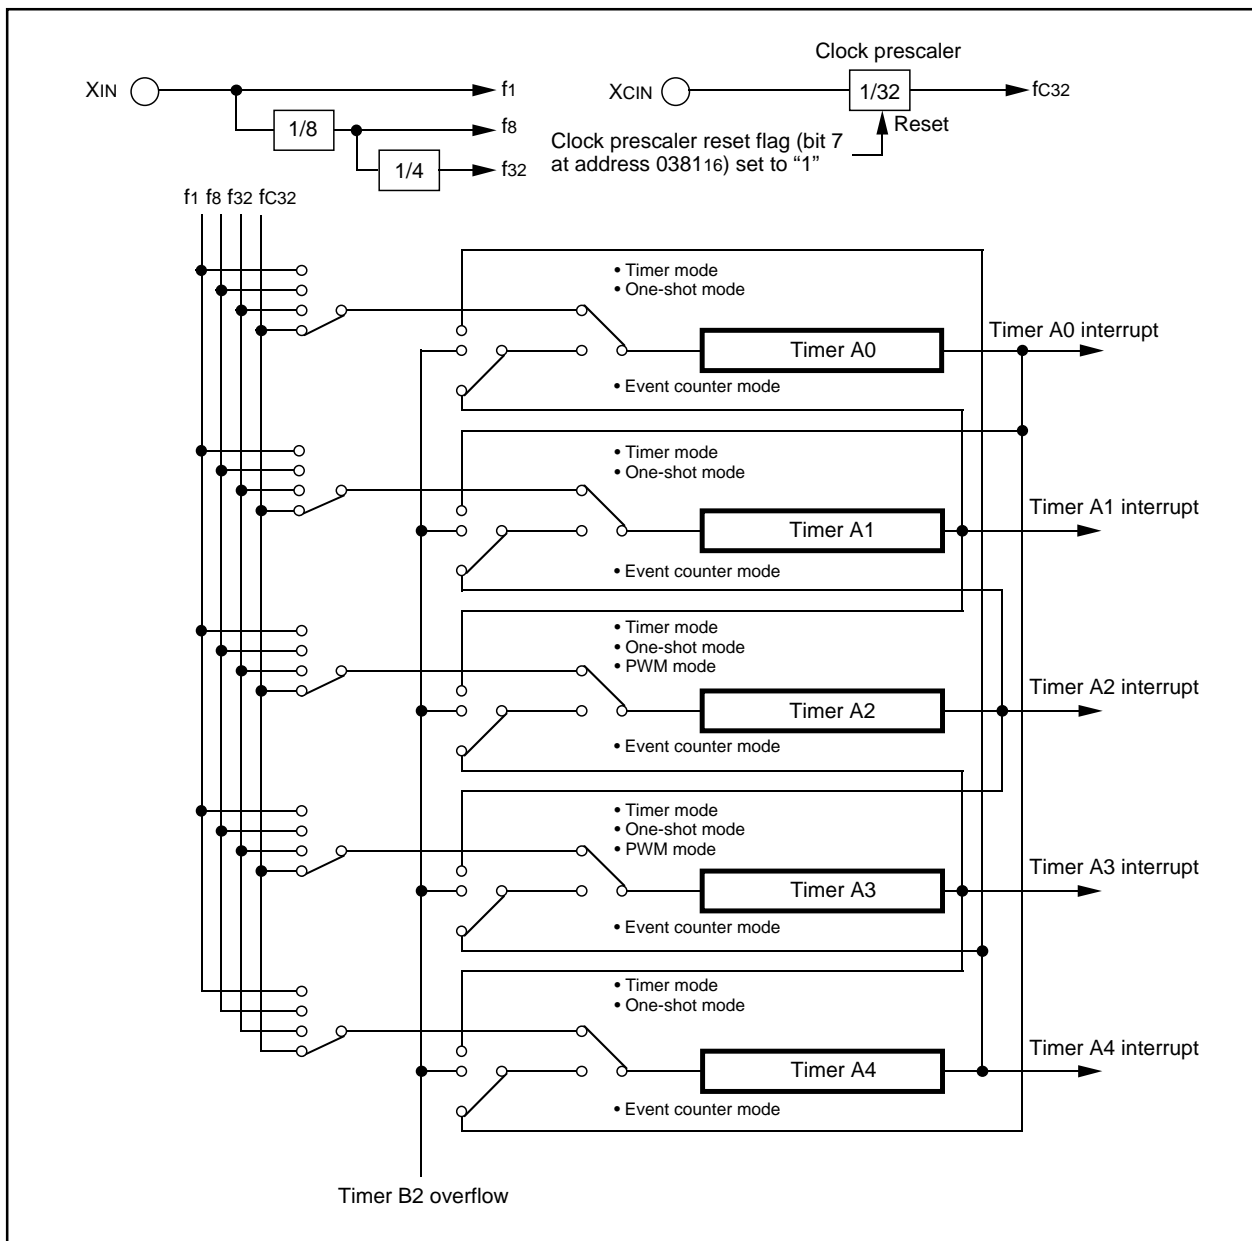 Clock prescaler
XIN
f1
XCIN
1/32
fC32
1/8
f8
Reset
Clock prescaler reset flag (bit 7
at address 038116) set to “1”
1/4
f32
f1 f8 f32 fC32
• Timer mode
• One-shot mode
Timer A0
Timer A0 interrupt
• Event counter mode
• Timer mode
• One-shot mode
Timer A1
Timer A1 interrupt
• Event counter mode
• Timer mode
• One-shot mode
• PWM mode
Timer A2
Timer A2 interrupt
• Event counter mode
• Timer mode
• One-shot mode
• PWM mode
Timer A3
Timer A3 interrupt
• Event counter mode
• Timer mode
• One-shot mode
Timer A4
Timer A4 interrupt
• Event counter mode
Timer B2 overflow